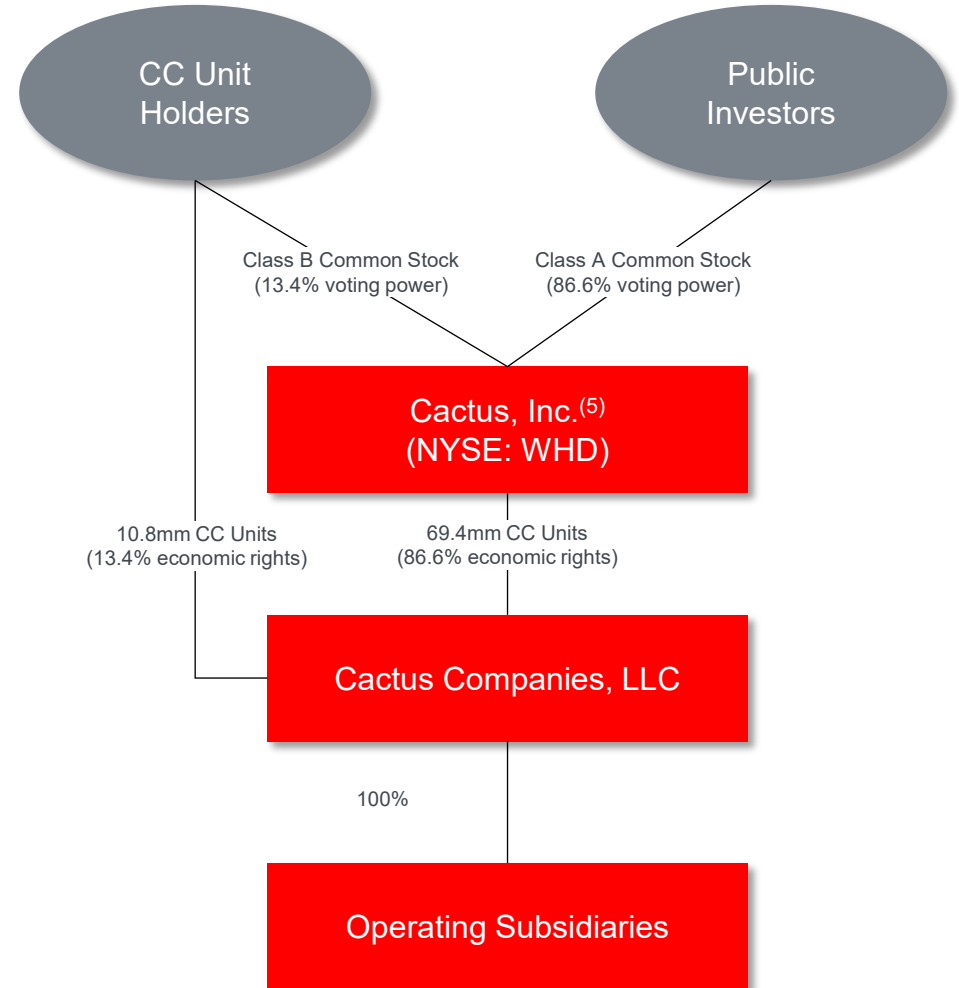 CC Unit
Holders
Public
Investors
Class B Common Stock
(13.4% voting power)
Class A Common Stock
(86.6% voting power)
Cactus, Inc.(5)
(NYSE: WHD)
10.8mm CC Units
(13.4% economic rights)
69.4mm CC Units
(86.6% economic rights)
Cactus Companies, LLC
100%
Operating Subsidiaries